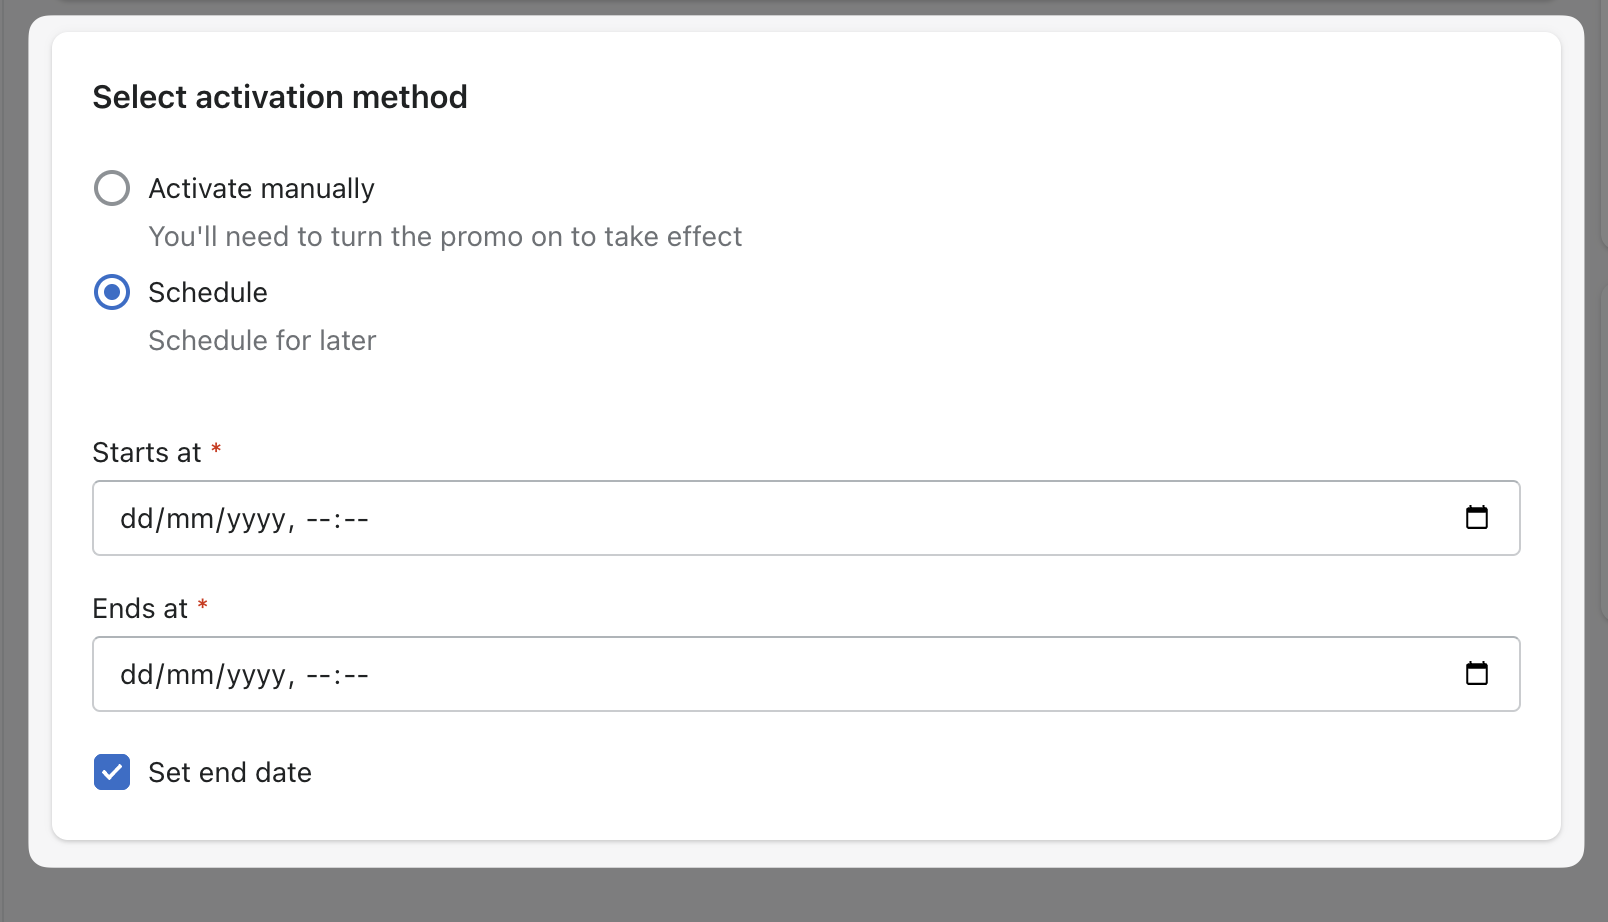 Select activation method
Activate manually
You'll need to turn the promo on to take effect
Schedule
Schedule for later
Starts at *
dd/mm/yyyy, --:--
Ends at *
dd/mm/yyyy, --:--
Set end date